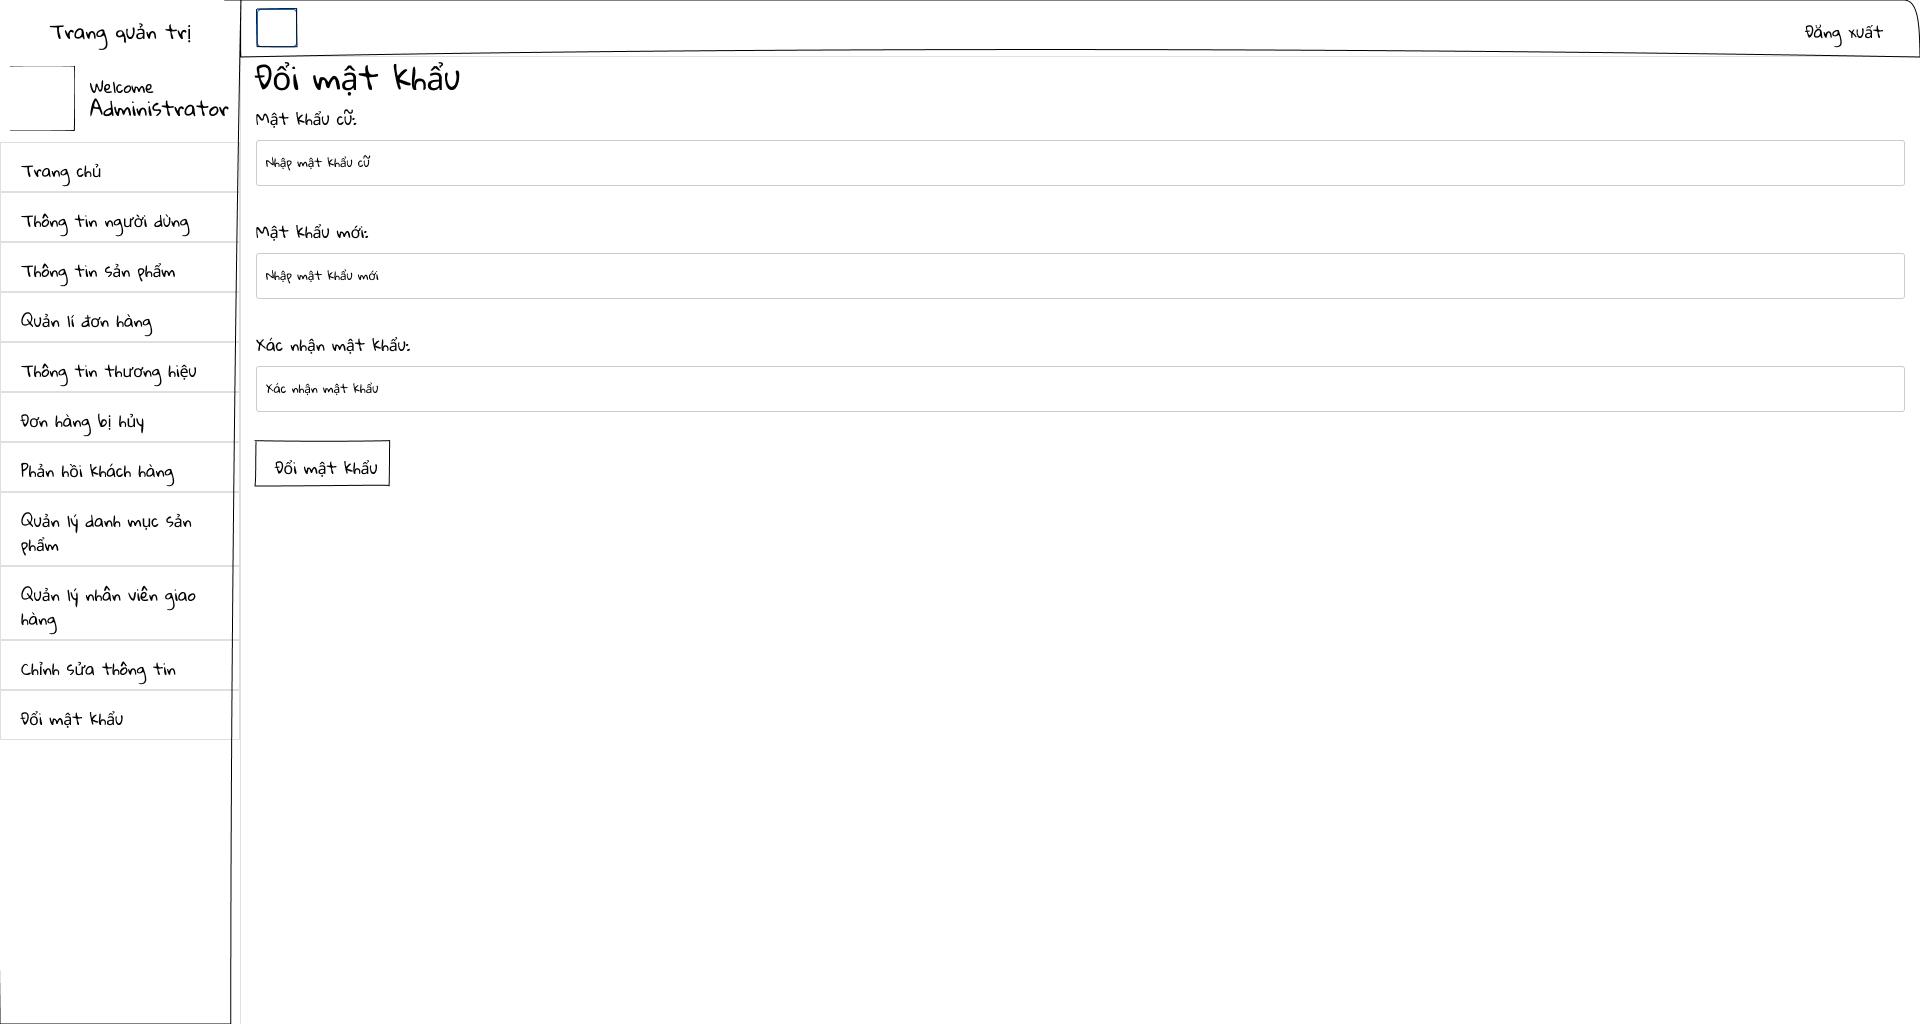 Trang quản trị
Đăng xuất
Welcome
Administrator
Trang chủ
Thông tin người dùng
Thông tin sản phẩm
Quản lí đơn hàng
Thông tin thương hiệu
Đơn hàng bị hủy
Phản hồi khách hàng
Quản lý danh mục sản
phẩm
Quản lý nhân viên giao
hàng
Chỉnh sửa thông tin
Đổi mật khẩu
Đổi mật khẩu
Mật khẩu cũ:
Nhập mật khẩu cũ
Mật khẩu mới:
Nhập mật khẩu mới
Xác nhận mật khẩu:
Xác nhận mật khẩu
Đổi mật khẩu